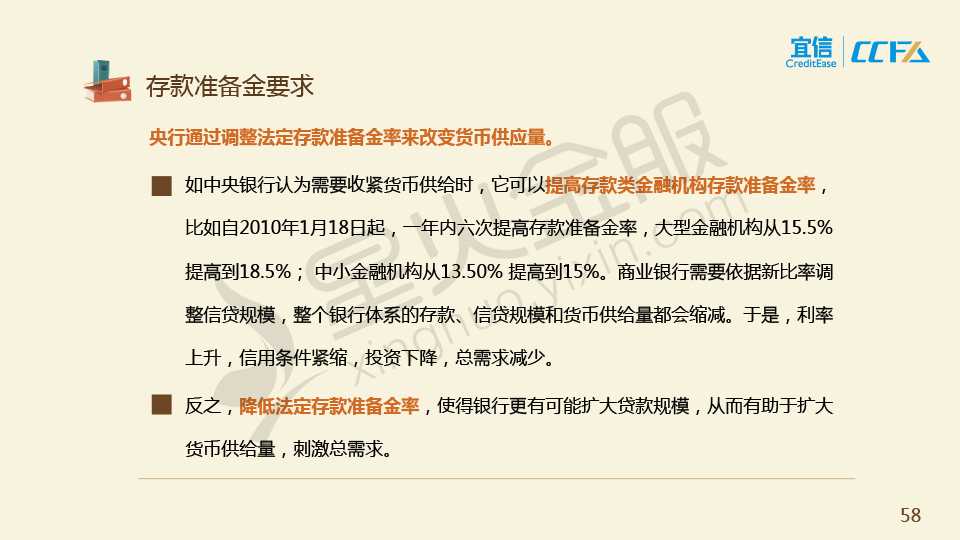 宜信
CreditEase
CCFA
存款准备金要求
央行通过调整法定存款准备金率来改变货币供应量。
如中央银行认为需要收紧货币供给时，它可以提高存款类金融机构存款准备金率，
比如自2010年1月18日起，一年内六次提高存款准备金率，大型金融机构从15.5%
提高到18.5%； 中小金融机构从13.50% 提高到15%。商业银行需要依据新比率调
整信贷规模，整个银行体系的存款、信贷规模和货币供给量都会缩减。于是，利率
上升，信用条件紧缩，投资下降，总需求减少。
反之，降低法定存款准备金率，使得银行更有可能扩大贷款规模，从而有助于扩大
货币供给量，刺激总需求。
星火金服
xinghuo.yixin.com
58